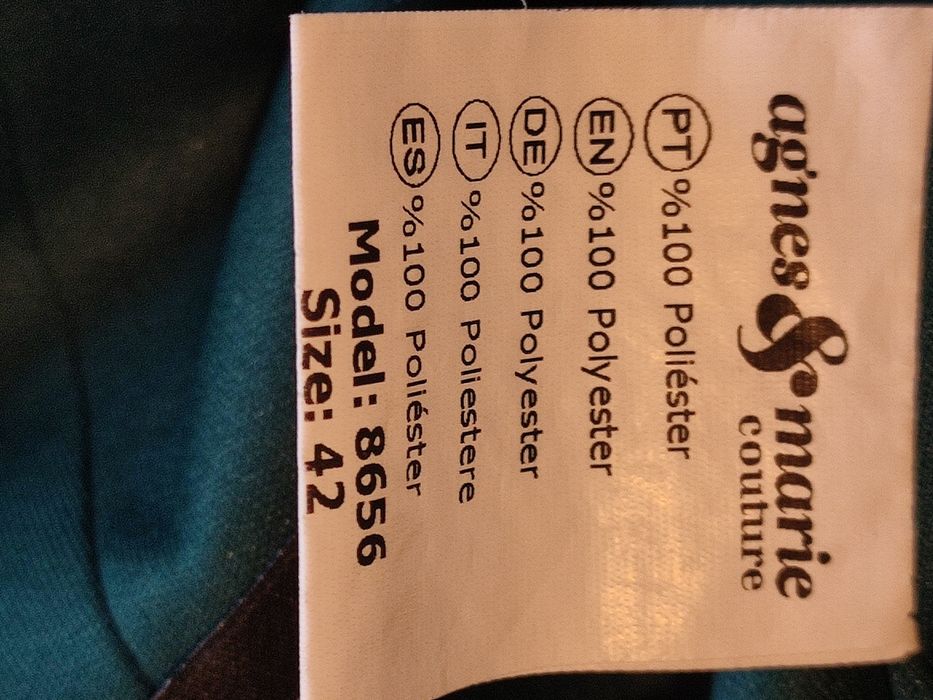 agnes & marie
couture
PT %100 Poliéster
EN %100 Polyester
DE %100 Polyester
IT %100 Poliestere
ES %100 Poliéster
Model: 8656
Size: 42